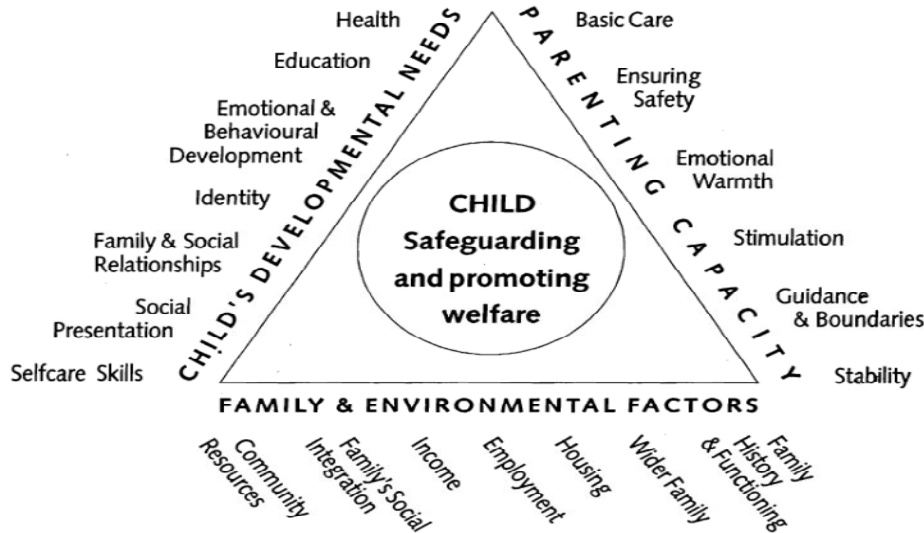 Health
Education
Emotional &
Behavioural
Development
Identity
Family & Social
Relationships
Social
Presentation
Selfcare Skills
CHILD'S DEVELOPMENTAL NEEDS
CHILD
Safeguarding
and promoting
welfare
PARENTING CAPACITY
Basic Care
Ensuring
Safety
Emotional
Warmth
Stimulation
Guidance
& Boundaries
Stability
FAMILY & ENVIRONMENTAL FACTORS
Community
Resources
Family's Social
Integration
Income
Employment
Housing
Wider Family
Family
History
& Functioning